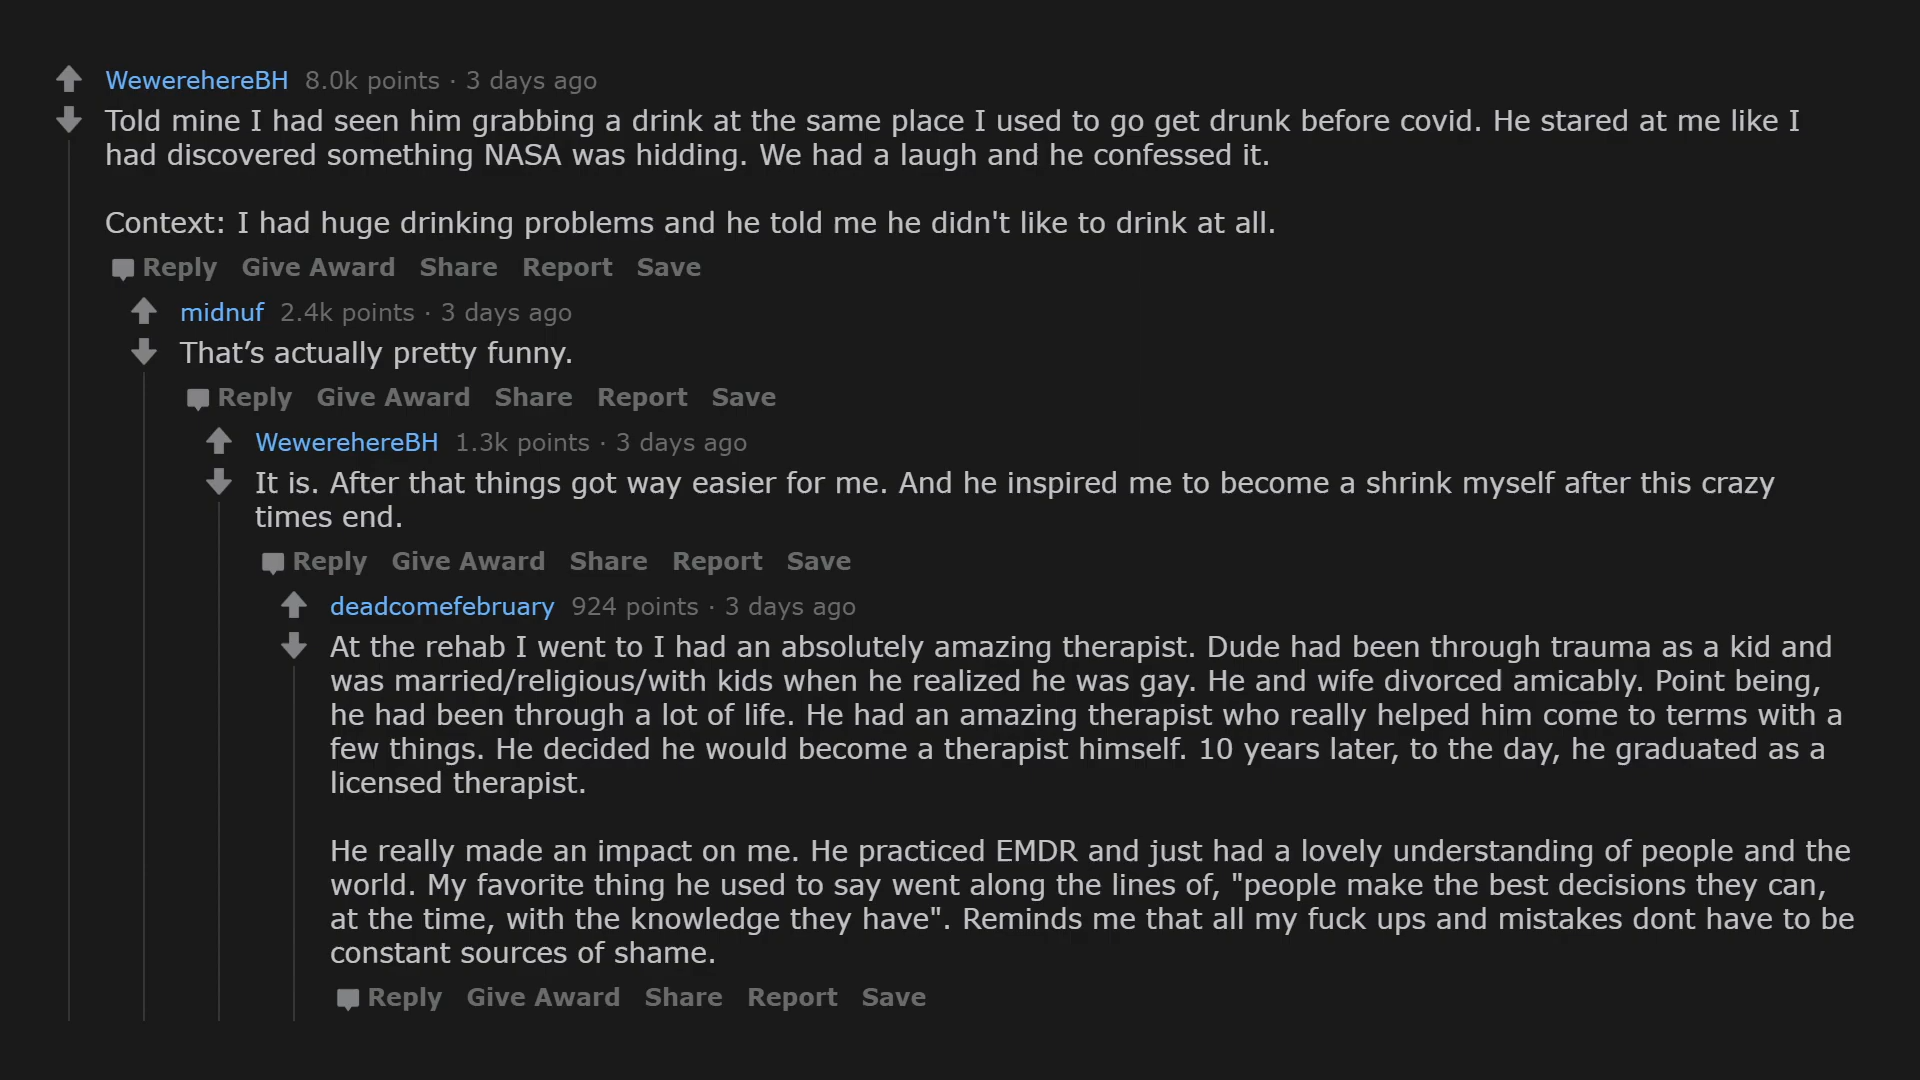 WewerehereBH 8.0k points · 3 days ago
Told mine I had seen him grabbing a drink at the same place I used to go get drunk before covid. He stared at me like I
had discovered something NASA was hidding. We had a laugh and he confessed it.
Context: I had huge drinking problems and he told me he didn't like to drink at all.
Reply Give Award Share Report Save
midnuf 2.4k points · 3 days ago
That’s actually pretty funny.
Reply Give Award Share Report Save
WewerehereBH 1.3k points · 3 days ago
It is. After that things got way easier for me. And he inspired me to become a shrink myself after this crazy
times end.
Reply Give Award Share Report Save
deadcomefebruary 924 points · 3 days ago
At the rehab I went to I had an absolutely amazing therapist. Dude had been through trauma as a kid and
was married/religious/with kids when he realized he was gay. He and wife divorced amicably. Point being,
he had been through a lot of life. He had an amazing therapist who really helped him come to terms with a
few things. He decided he would become a therapist himself. 10 years later, to the day, he graduated as a
licensed therapist.
He really made an impact on me. He practiced EMDR and just had a lovely understanding of people and the
world. My favorite thing he used to say went along the lines of, "people make the best decisions they can,
at the time, with the knowledge they have". Reminds me that all my fuck ups and mistakes dont have to be
constant sources of shame.
Reply Give Award Share Report Save